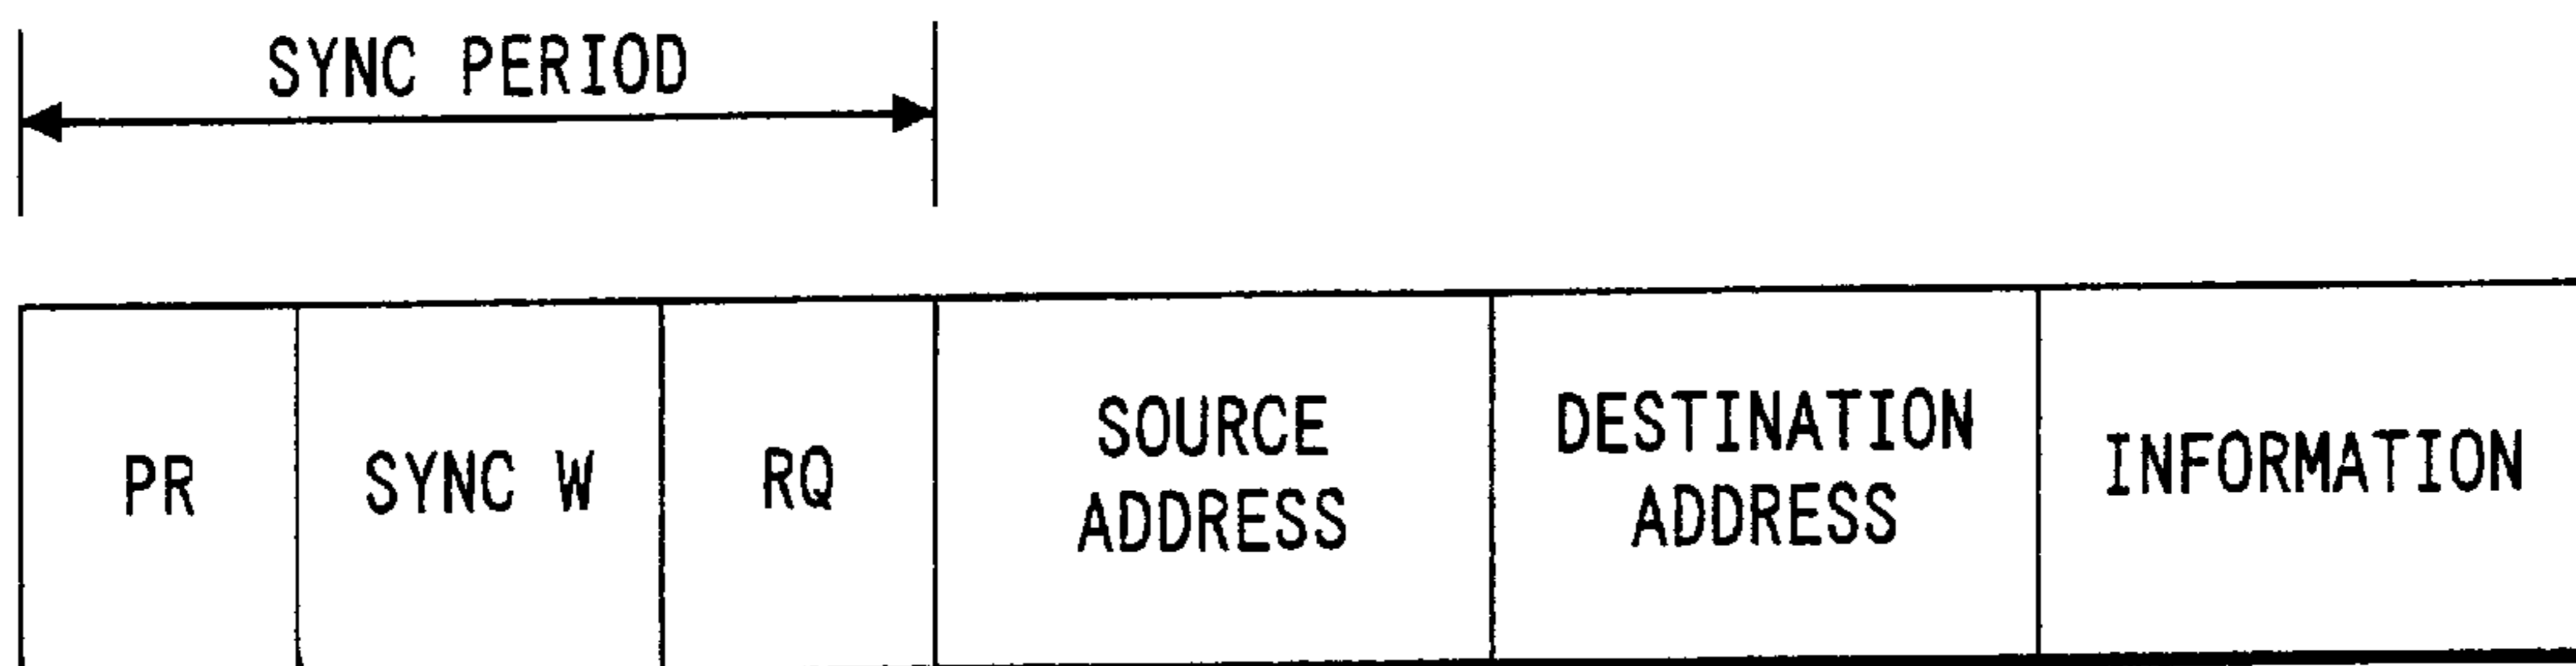 SYNC PERIOD
PR
SYNC W
RQ
SOURCE
ADDRESS
DESTINATION
ADDRESS
INFORMATION